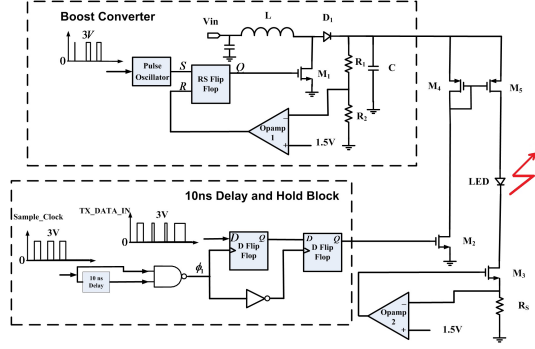 Boost Converter
Vin
L
D1
3V
0
Pulse
Oscillator
S
R
RS Flip
Flop
Q
M1
R1
R2
C
Opamp
1
−
+
1.5V
M4
M5
LED
10ns Delay and Hold Block
Sample_Clock
3V
0
TX_DATA_IN
3V
0
10 ns
Delay
ϕ1
D
Q
D Flip
Flop
D
Q
D Flip
Flop
M2
M3
Opamp
2
−
+
1.5V
RS